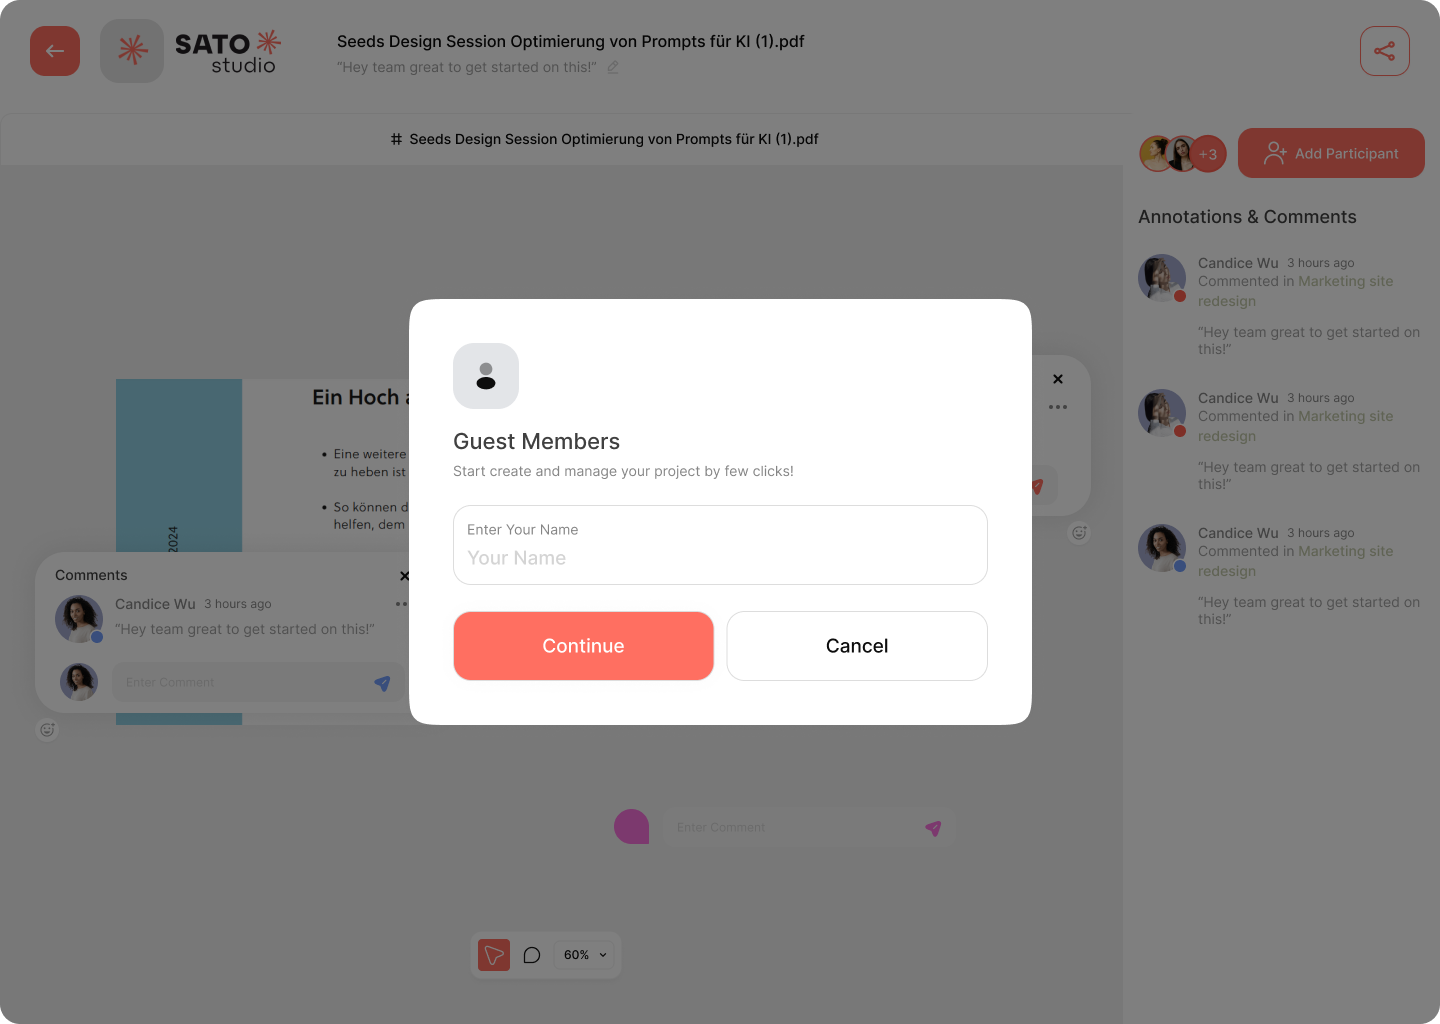 SATO
studio
Seeds Design Session Optimierung von Prompts für KI (1).pdf
“Hey team great to get started on this!”
# Seeds Design Session Optimierung von Prompts für KI (1).pdf
+3
Add Participant
Annotations & Comments
Candice Wu 3 hours ago
Commented in Marketing site
redesign
“Hey team great to get started on
this!”
Candice Wu 3 hours ago
Commented in Marketing site
redesign
“Hey team great to get started on
this!”
Candice Wu 3 hours ago
Commented in Marketing site
redesign
“Hey team great to get started on
this!”
Ein Hoch
• Eine weitere
zu heben ist
• So können d
helfen, dem
2024
Comments
Candice Wu 3 hours ago
“Hey team great to get started on this!”
Enter Comment
Guest Members
Start create and manage your project by few clicks!
Enter Your Name
Your Name
Continue
Cancel
Enter Comment
60%